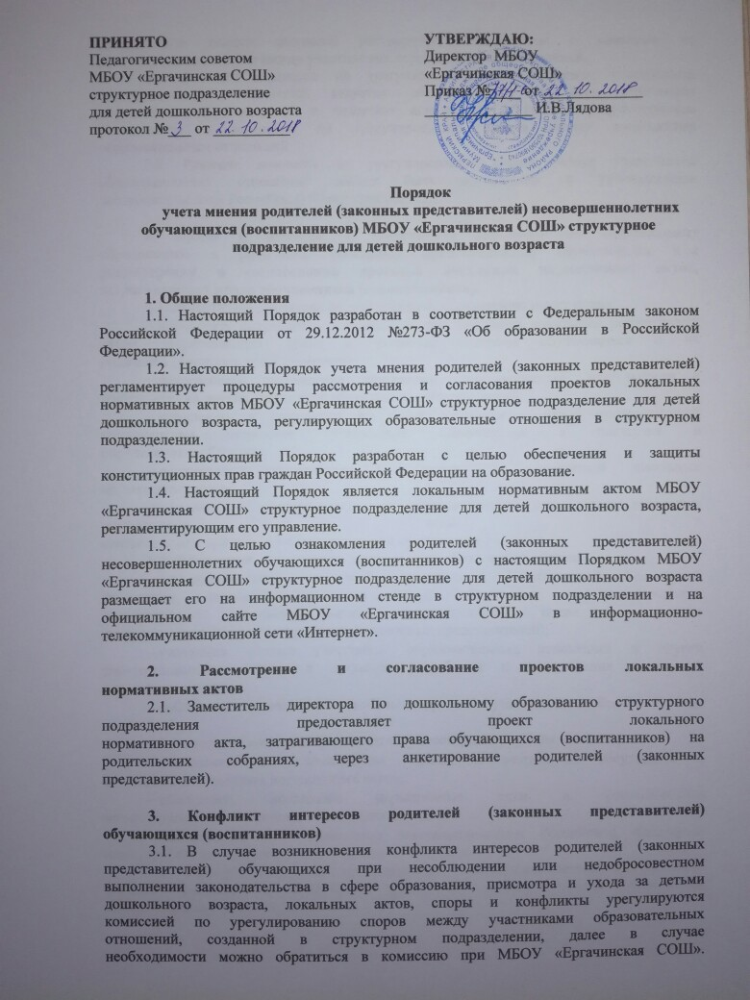 ПРИНЯТО
Педагогическим советом
МБОУ «Ергачинская СОШ»
структурное подразделение
для детей дошкольного возраста
протокол № 3 от 22.10.2018
УТВЕРЖДАЮ:
Директор МБОУ
«Ергачинская СОШ»
Приказ № от 22.10.2018
И.В.Лядова
Порядок
учета мнения родителей (законных представителей) несовершеннолетних
обучающихся (воспитанников) МБОУ «Ергачинская СОШ» структурное
подразделение для детей дошкольного возраста
1. Общие положения
1.1. Настоящий Порядок разработан в соответствии с Федеральным законом
Российской Федерации от 29.12.2012 №273-ФЗ «Об образовании в Российской
Федерации».
1.2. Настоящий Порядок учета мнения родителей (законных представителей)
регламентирует процедуры рассмотрения и согласования проектов локальных
нормативных актов МБОУ «Ергачинская СОШ» структурное подразделение для детей
дошкольного возраста, регулирующих образовательные отношения в структурном
подразделении.
1.3. Настоящий Порядок разработан с целью обеспечения и защиты
конституционных прав граждан Российской Федерации на образование.
1.4. Настоящий Порядок является локальным нормативным актом МБОУ
«Ергачинская СОШ» структурное подразделение для детей дошкольного возраста,
регламентирующим его управление.
1.5. С целью ознакомления родителей (законных представителей)
несовершеннолетних обучающихся (воспитанников) с настоящим Порядком МБОУ
«Ергачинская СОШ» структурное подразделение для детей дошкольного возраста
размещает его на информационном стенде в структурном подразделении и на
официальном сайте МБОУ «Ергачинская СОШ» в информационно-
телекоммуникационной сети «Интернет».
2. Рассмотрение и согласование проектов локальных
нормативных актов
2.1. Заместитель директора по дошкольному образованию структурного
подразделения предоставляет проект локального
нормативного акта, затрагивающего права обучающихся (воспитанников) на
родительских собраниях, через анкетирование родителей (законных
представителей).
3. Конфликт интересов родителей (законных представителей)
обучающихся (воспитанников)
3.1. В случае возникновения конфликта интересов родителей (законных
представителей) обучающихся при несоблюдении или недобросовестном
выполнении законодательства в сфере образования, присмотра и ухода за детьми
дошкольного возраста, локальных актов, споры и конфликты урегулируются
комиссией по урегулированию споров между участниками образовательных
отношений, созданной в структурном подразделении, далее в случае
необходимости можно обратиться в комиссию при МБОУ «Ергачинская СОШ».